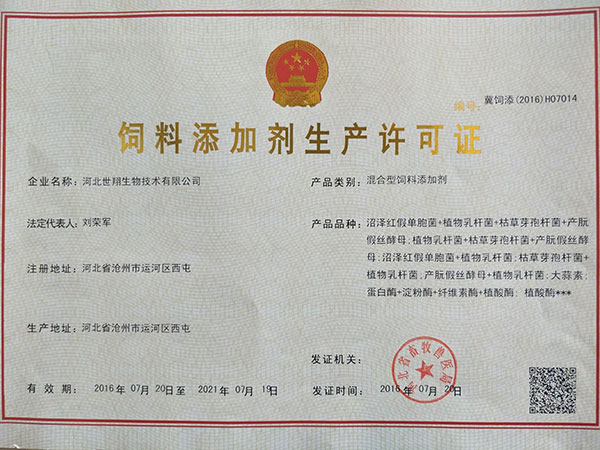 编号:冀饲添(2016)H07014
饲料添加剂生产许可证
企业名称:河北世翔生物技术有限公司
产品类别:混合型饲料添加剂
法定代表人:刘荣军
产品品种:沼泽红假单胞菌+植物乳杆菌+枯草芽孢杆菌+产朊
假丝酵母;植物乳杆菌+枯草芽孢杆菌+产朊假丝酵
母;沼泽红假单胞菌+植物乳杆菌;枯草芽孢杆菌+
植物乳杆菌;产朊假丝酵母+植物乳杆菌;大蒜素;
蛋白酶+淀粉酶+纤维素酶+植酸酶; 植酸酶***
注册地址:河北省沧州市运河区西屯
生产地址:河北省沧州市运河区西屯
发证机关:
河北省畜牧兽医局
有 效 期: 2016年 07月 20日至 2021年 07月 19日
发证时间: 2016年 07月 20日